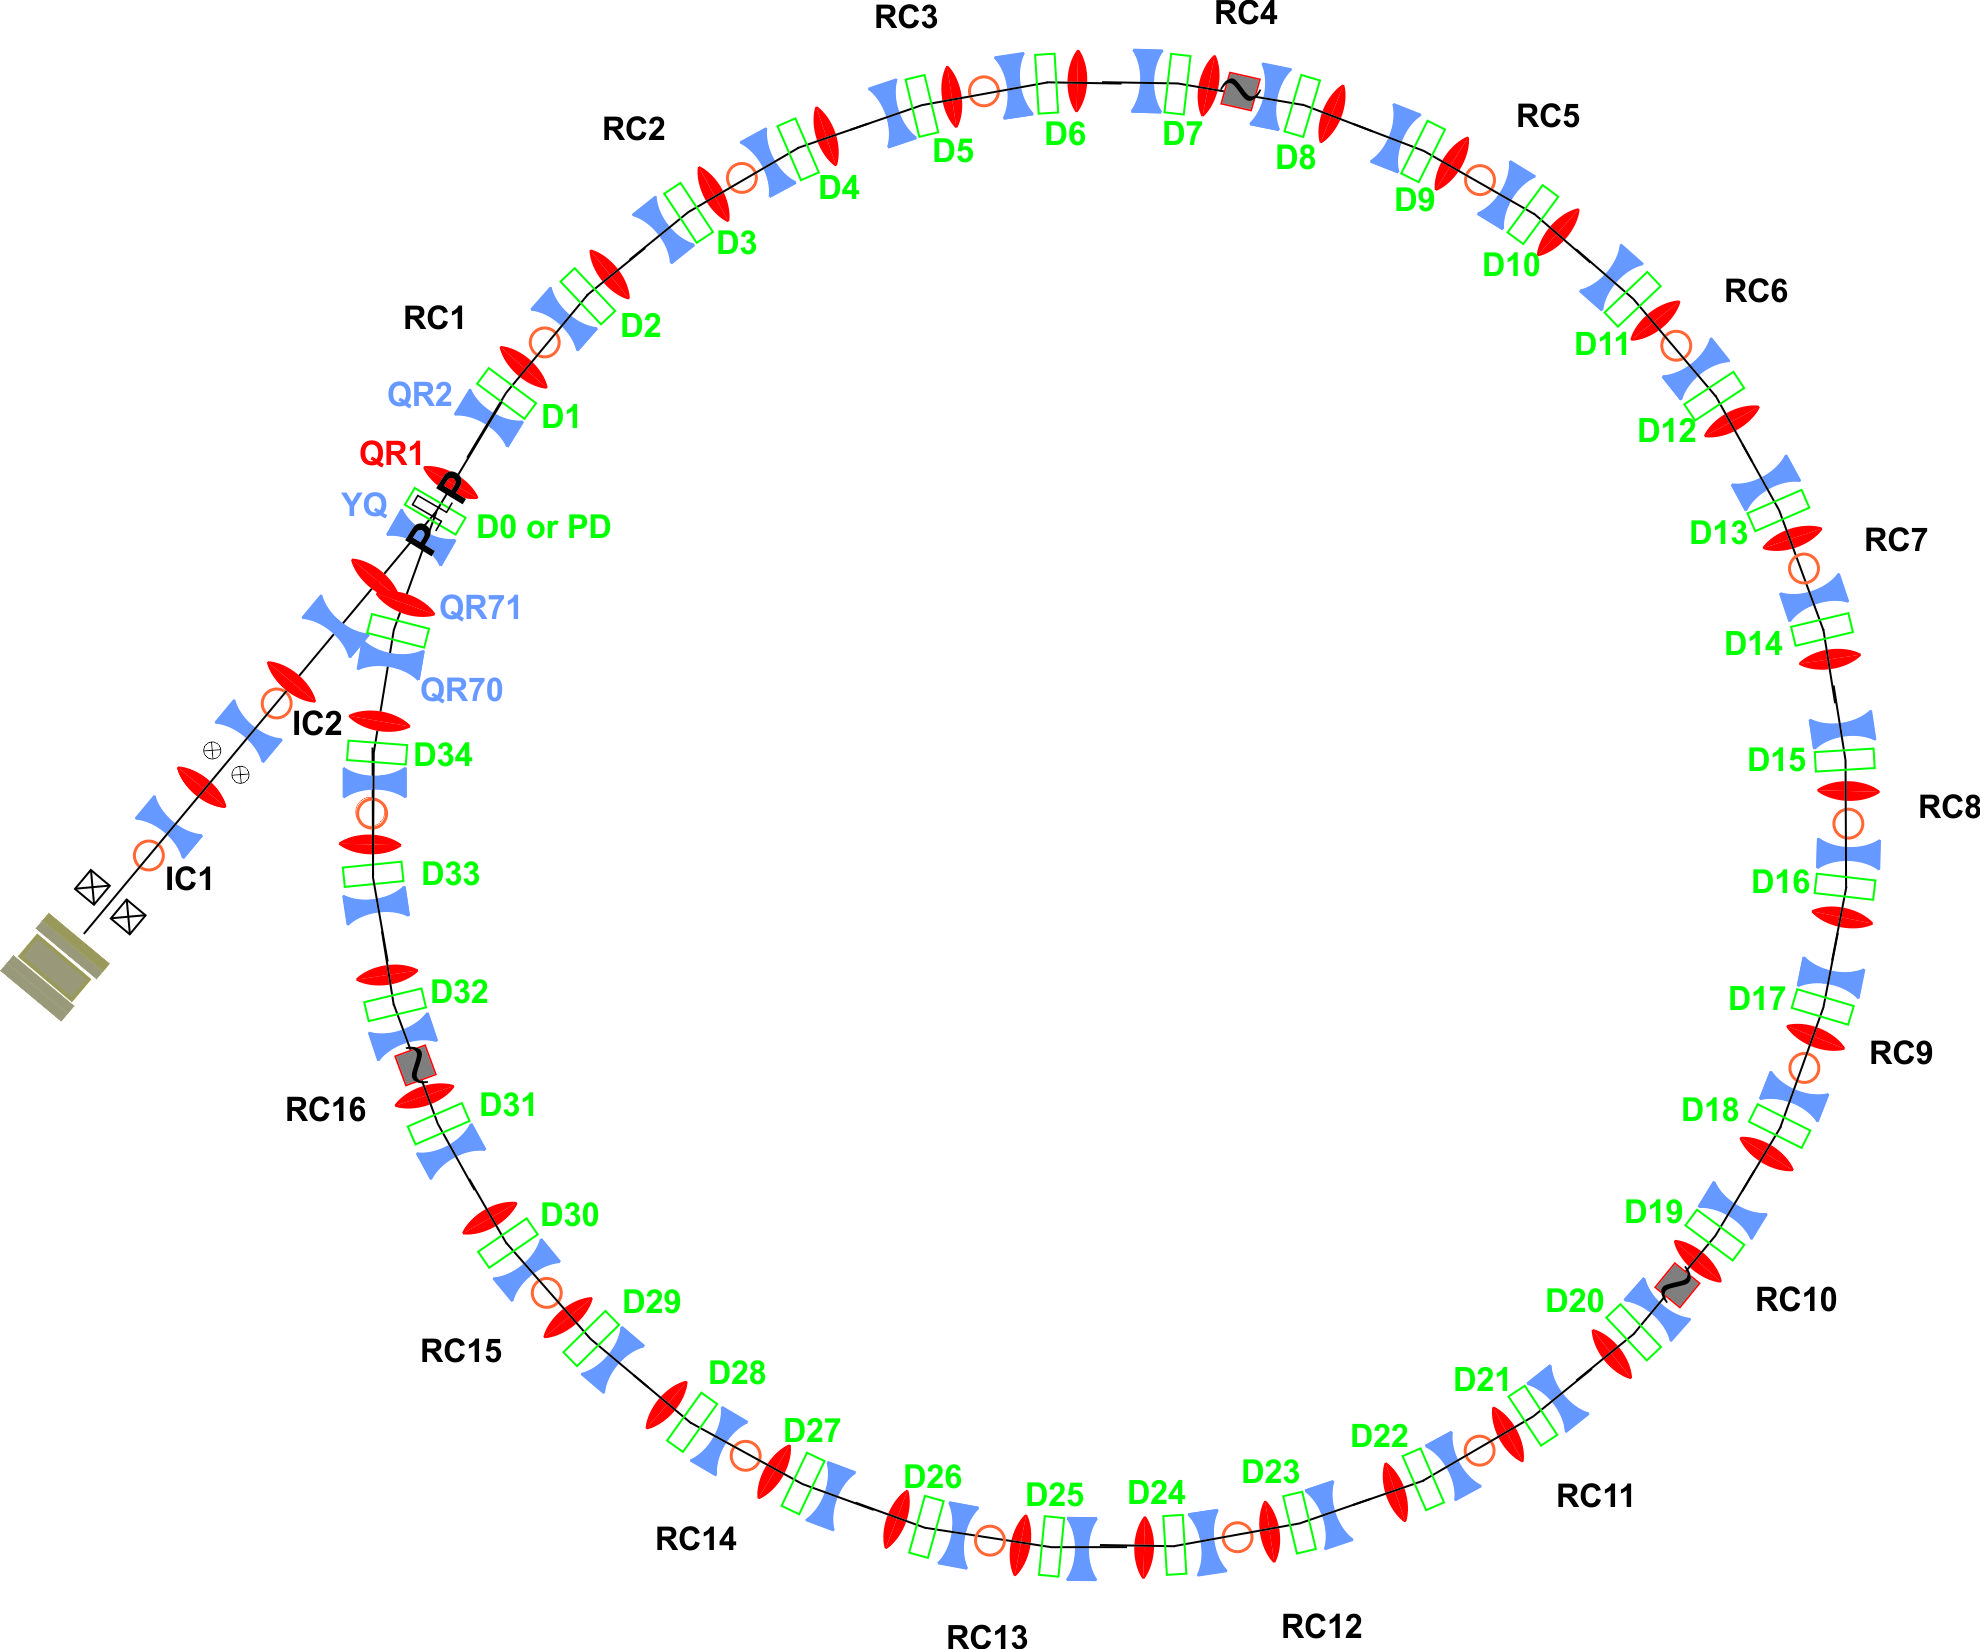 RC4
RC3
RC5
RC2
D6
D7
D5
D8
D4
D9
D3
D10
RC6
RC1
D2
D11
QR2
D1
D12
QR1
P
YQ
D0 or PD
P
D13
RC7
QR71
D14
QR70
IC2
D34
D15
RC8
IC1
D33
D16
D32
D17
RC9
RC16
D31
D18
D30
D19
D29
D20
RC10
RC15
D28
D21
D27
D22
D26
D23
RC11
D25
D24
RC14
RC13
RC12